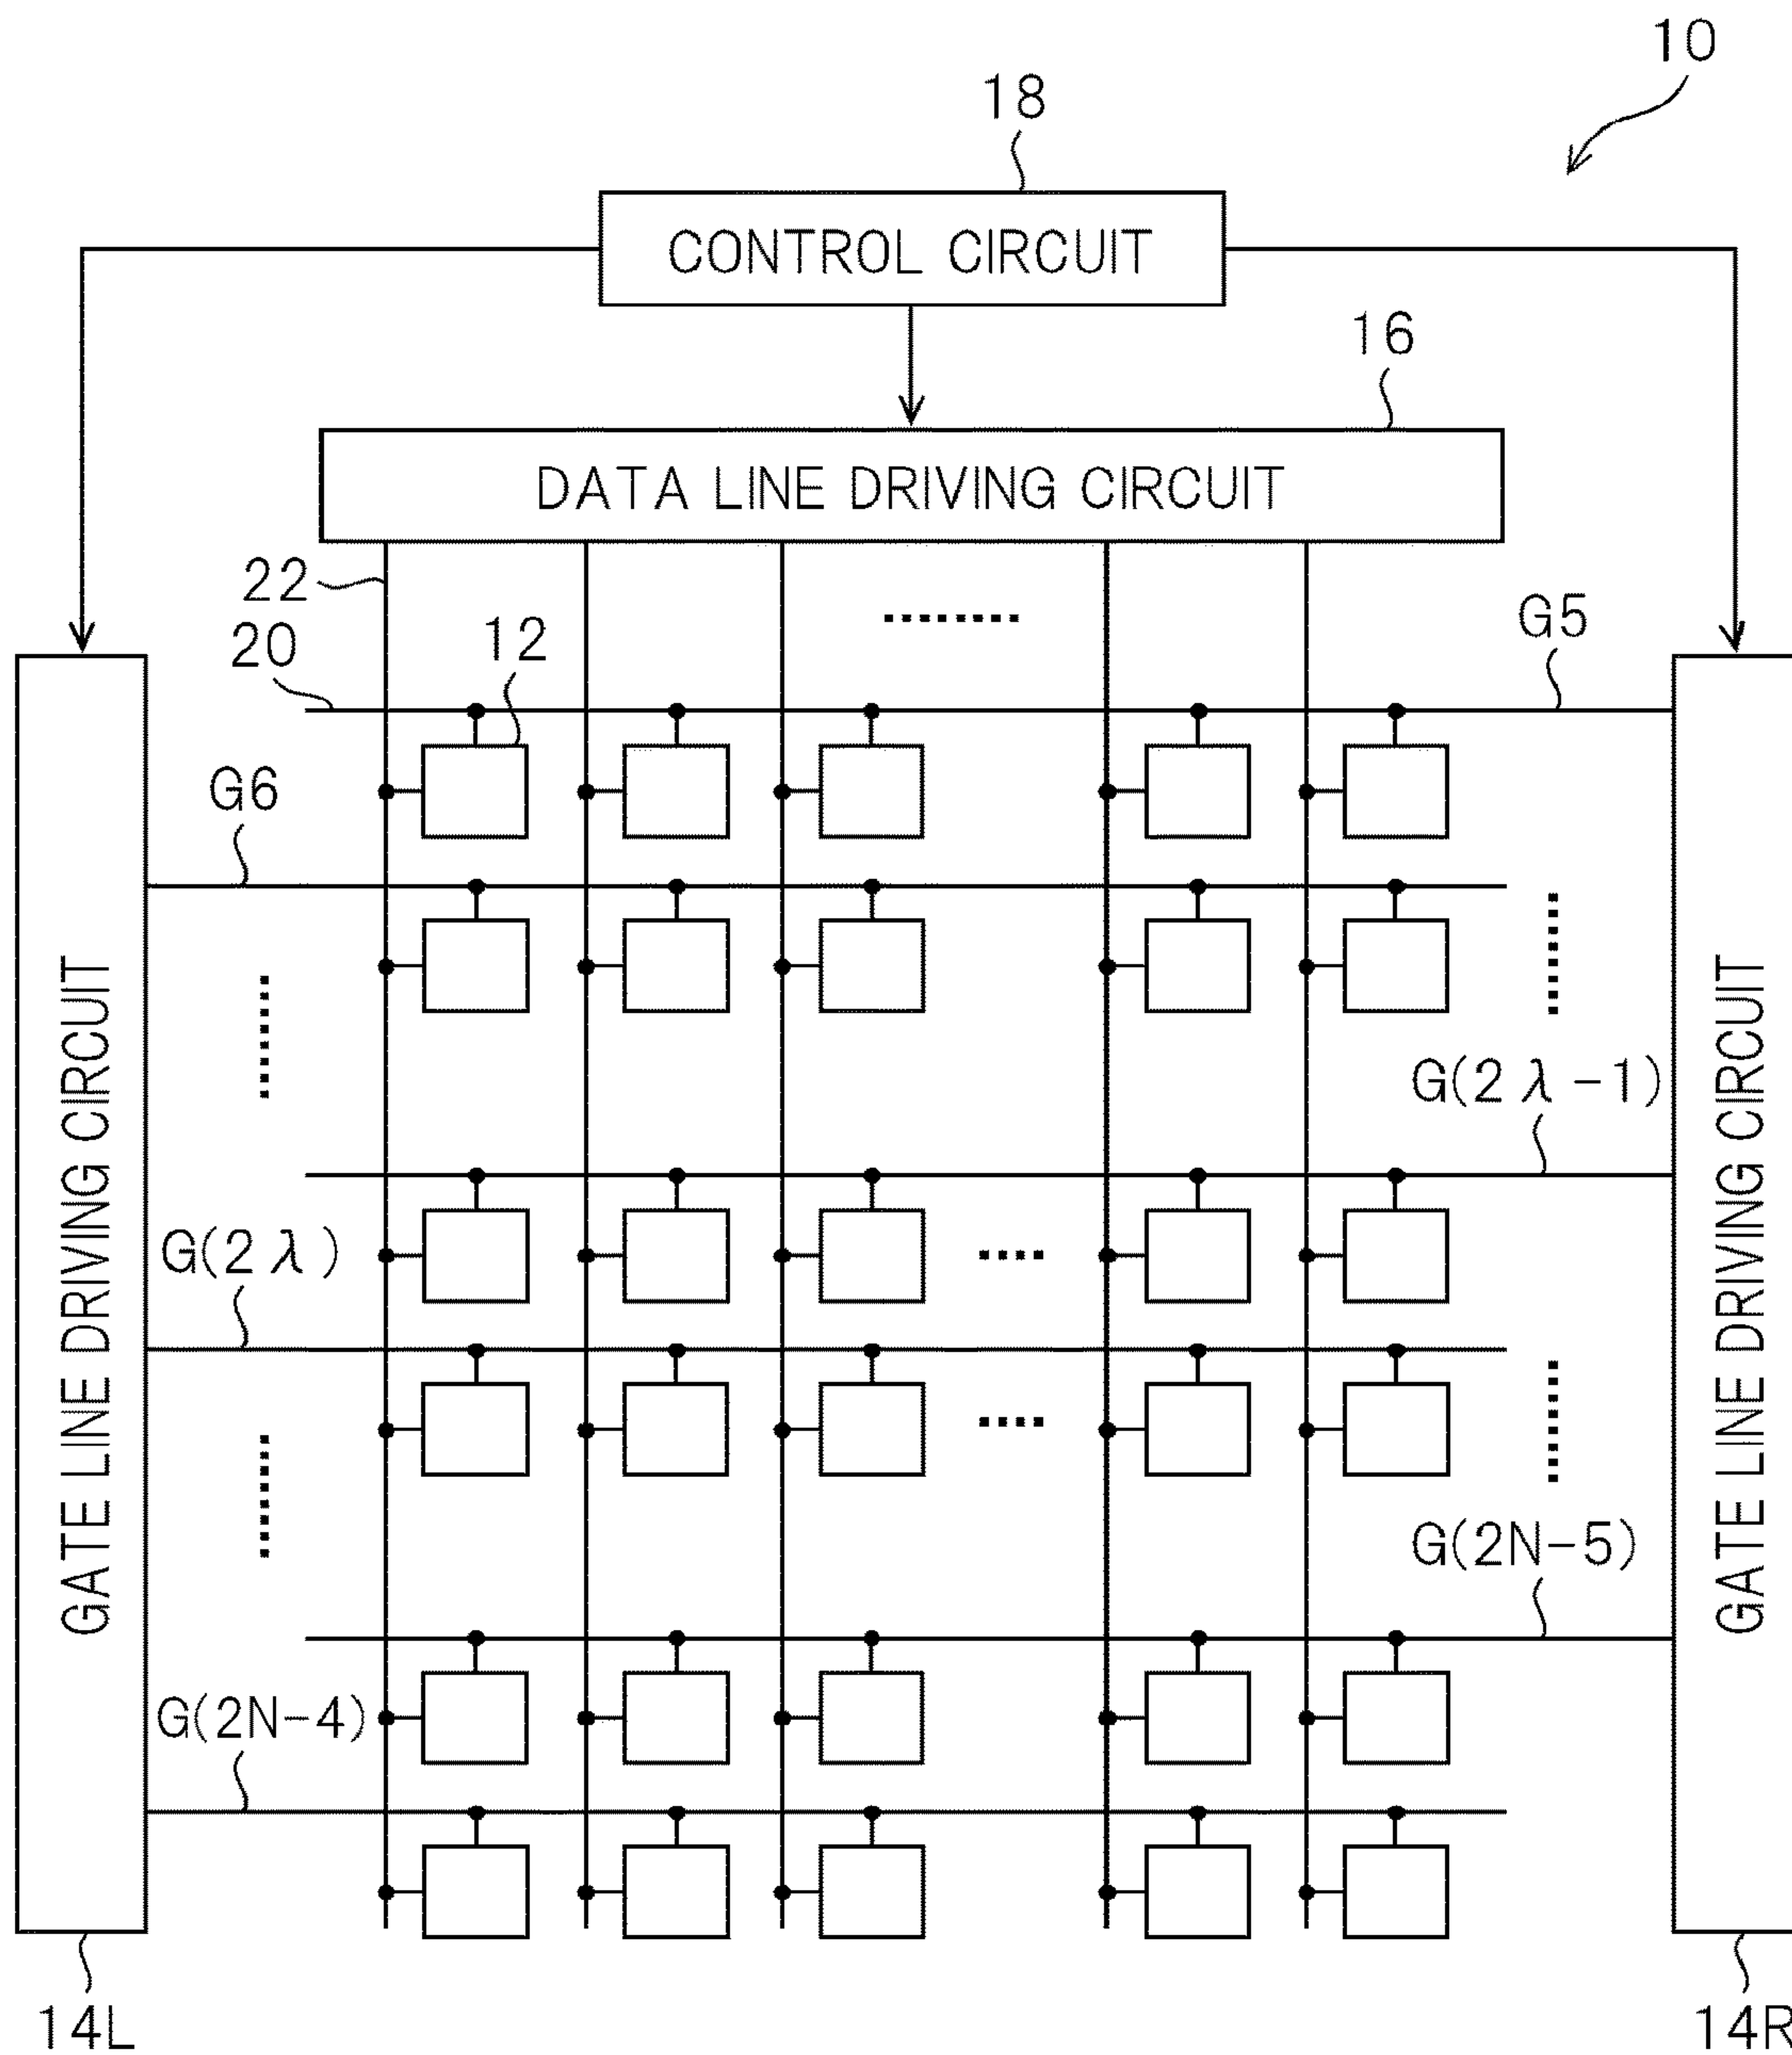 10
18
CONTROL CIRCUIT
16
DATA LINE DRIVING CIRCUIT
22
20
12
G5
G6
GATE LINE DRIVING CIRCUIT
GATE LINE DRIVING CIRCUIT
G(2λ-1)
G(2λ)
G(2N-5)
G(2N-4)
14L
14R